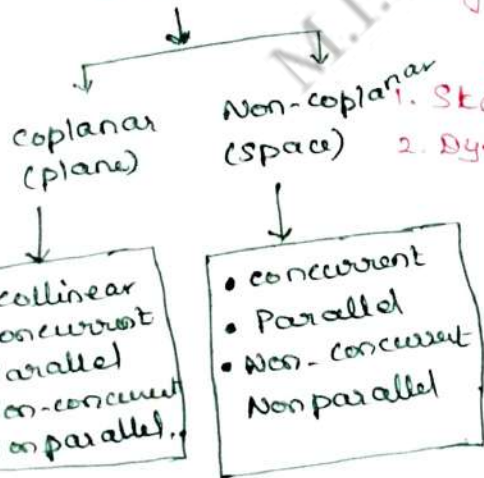 M.I.
coplanar
(plane)
Non-coplanar
(space)
1. St
2. Dy
collinear
oncurrent
arallel
on-concurrent
onparallel.
• concurrent
• Parallel
• Non-concurrent
Nonparallel